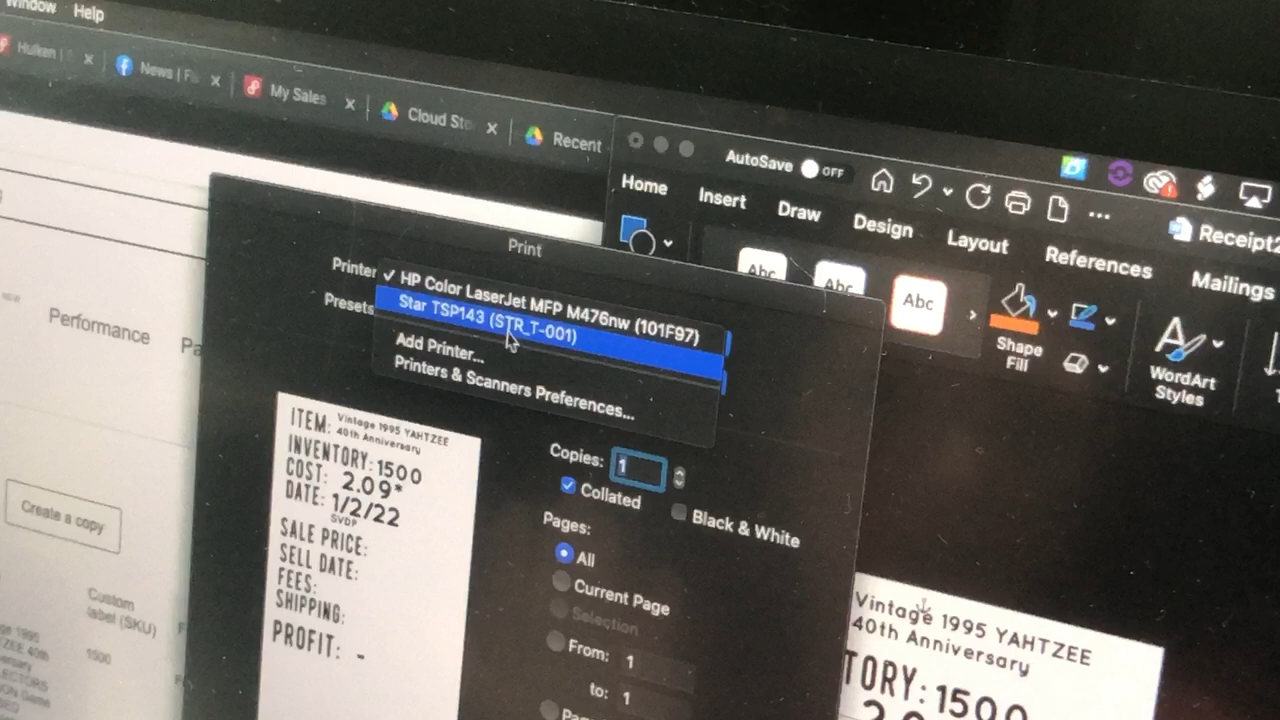 Window Help
Hulken |
News | Fa
My Sales
Cloud Sto
Recent
AutoSave OFF
Home Insert Draw Design Layout References Mailings
Receipt2
Abc Abc Abc
Shape
Fill
WordArt
Styles
Print
Printer
✓ HP Color LaserJet MFP M476nw (101F97)
Presets
Star TSP143 (STR_T-001)
Add Printer...
Printers & Scanners Preferences...
NEW
Performance Pa
Create a copy
Custom
label (SKU)
1500
ITEM: Vintage 1995 YAHTZEE
40th Anniversary
INVENTORY: 1500
COST: 2.09*
DATE: 1/2/22
SVDP
SALE PRICE:
SELL DATE:
FEES:
SHIPPING:
PROFIT: -
Copies: 1
Collated
Black & White
Pages:
All
Current Page
Selection
From: 1
to: 1
Vintage 1995 YAHTZEE
40th Anniversary
TORY: 1500